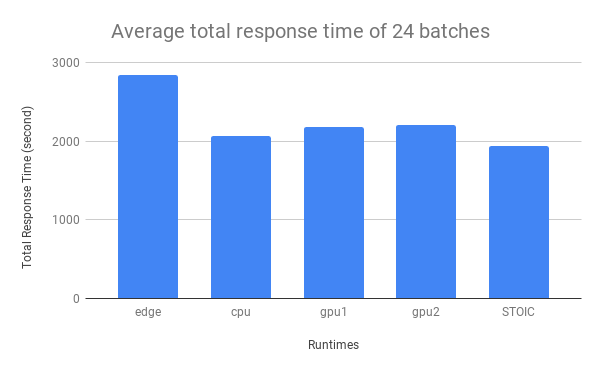 Average total response time of 24 batches
Total Response Time (second)
3000
2000
1000
0
edge cpu gpu1 gpu2 STOIC
Runtimes